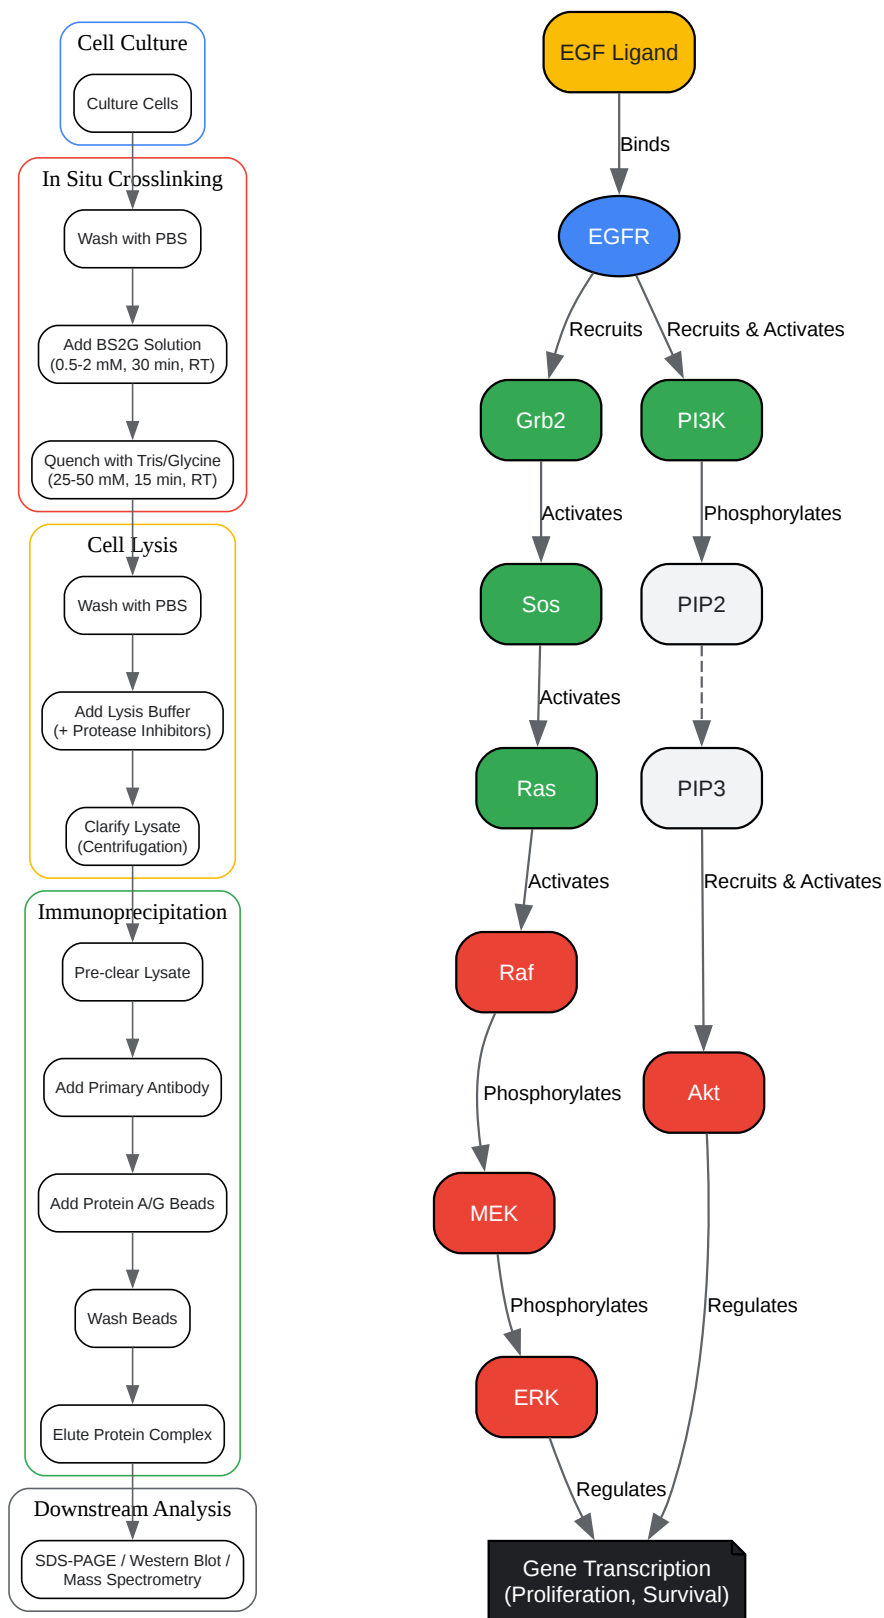 Cell Culture
Culture Cells
In Situ Crosslinking
Wash with PBS
Add BS2G Solution
(0.5-2 mM, 30 min, RT)
Quench with Tris/Glycine
(25-50 mM, 15 min, RT)
Cell Lysis
Wash with PBS
Add Lysis Buffer
(+ Protease Inhibitors)
Clarify Lysate
(Centrifugation)
Immunoprecipitation
Pre-clear Lysate
Add Primary Antibody
Add Protein A/G Beads
Wash Beads
Elute Protein Complex
Downstream Analysis
SDS-PAGE / Western Blot /
Mass Spectrometry
EGF Ligand
Binds
EGFR
Recruits
Recruits & Activates
Grb2
PI3K
Activates
Phosphorylates
Sos
PIP2
Activates
Ras
PIP3
Activates
Recruits & Activates
Raf
Phosphorylates
Akt
MEK
Phosphorylates
Regulates
ERK
Regulates
Gene Transcription
(Proliferation, Survival)